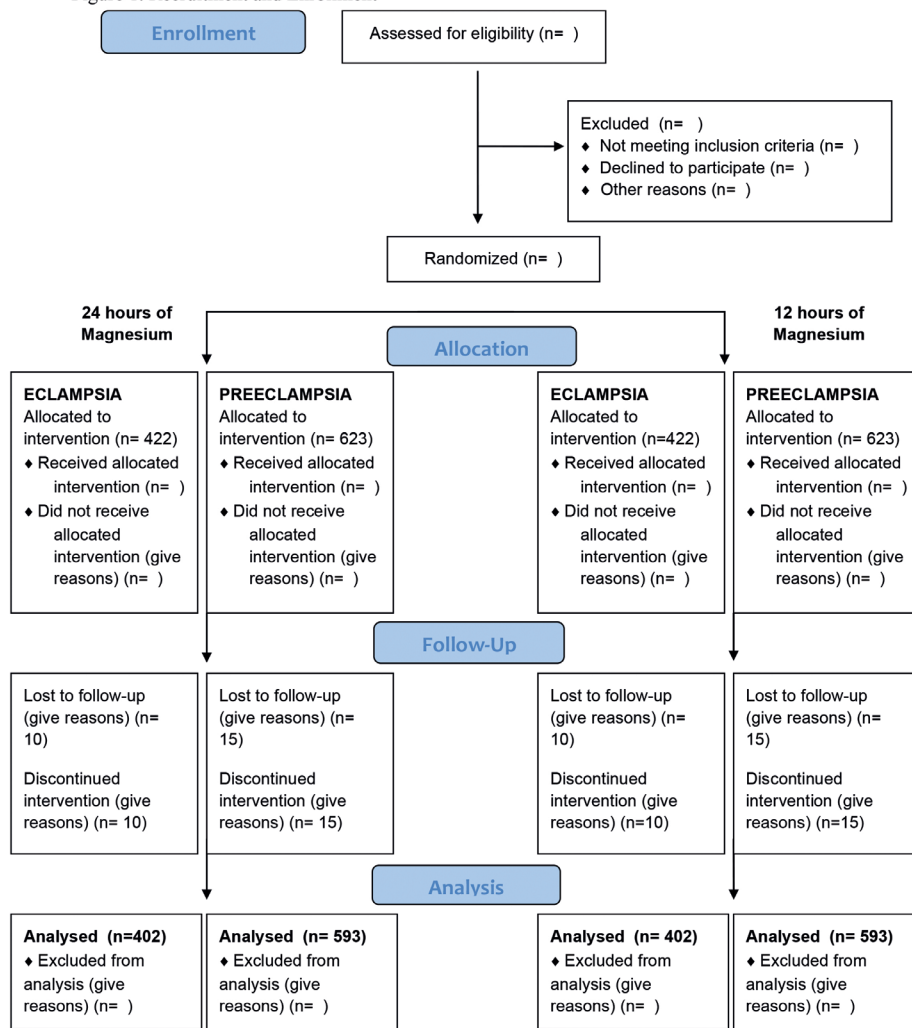 Enrollment
Assessed for eligibility (n=  )
Excluded  (n=   )
♦ Not meeting inclusion criteria (n=  )
♦ Declined to participate (n=  )
♦ Other reasons (n=  )
Randomized (n=  )
24 hours of
Magnesium
12 hours of
Magnesium
Allocation
ECLAMPSIA
Allocated to
intervention (n= 422)
♦ Received allocated
intervention (n=  )
♦ Did not receive
allocated
intervention (give
reasons) (n=  )
PREECLAMPSIA
Allocated to
intervention (n= 623)
♦ Received allocated
intervention (n=  )
♦ Did not receive
allocated
intervention (give
reasons) (n=  )
ECLAMPSIA
Allocated to
intervention (n=422)
♦ Received allocated
intervention (n=  )
♦ Did not receive
allocated
intervention (give
reasons) (n=  )
PREECLAMPSIA
Allocated to
intervention (n= 623)
♦ Received allocated
intervention (n=  )
♦ Did not receive
allocated
intervention (give
reasons) (n=  )
Follow-Up
Lost to follow-up
(give reasons) (n=
10)
Discontinued
intervention (give
reasons) (n= 10)
Lost to follow-up
(give reasons) (n=
15)
Discontinued
intervention (give
reasons) (n= 15)
Lost to follow-up
(give reasons) (n=
10)
Discontinued
intervention (give
reasons) (n=10)
Lost to follow-up
(give reasons) (n=
15)
Discontinued
intervention (give
reasons) (n=15)
Analysis
Analysed  (n=402)
♦ Excluded from
analysis (give
reasons) (n=  )
Analysed  (n= 593)
♦ Excluded from
analysis (give
reasons) (n=  )
Analysed  (n= 402)
♦ Excluded from
analysis (give
reasons) (n=  )
Analysed  (n= 593)
♦ Excluded from
analysis (give
reasons) (n=  )